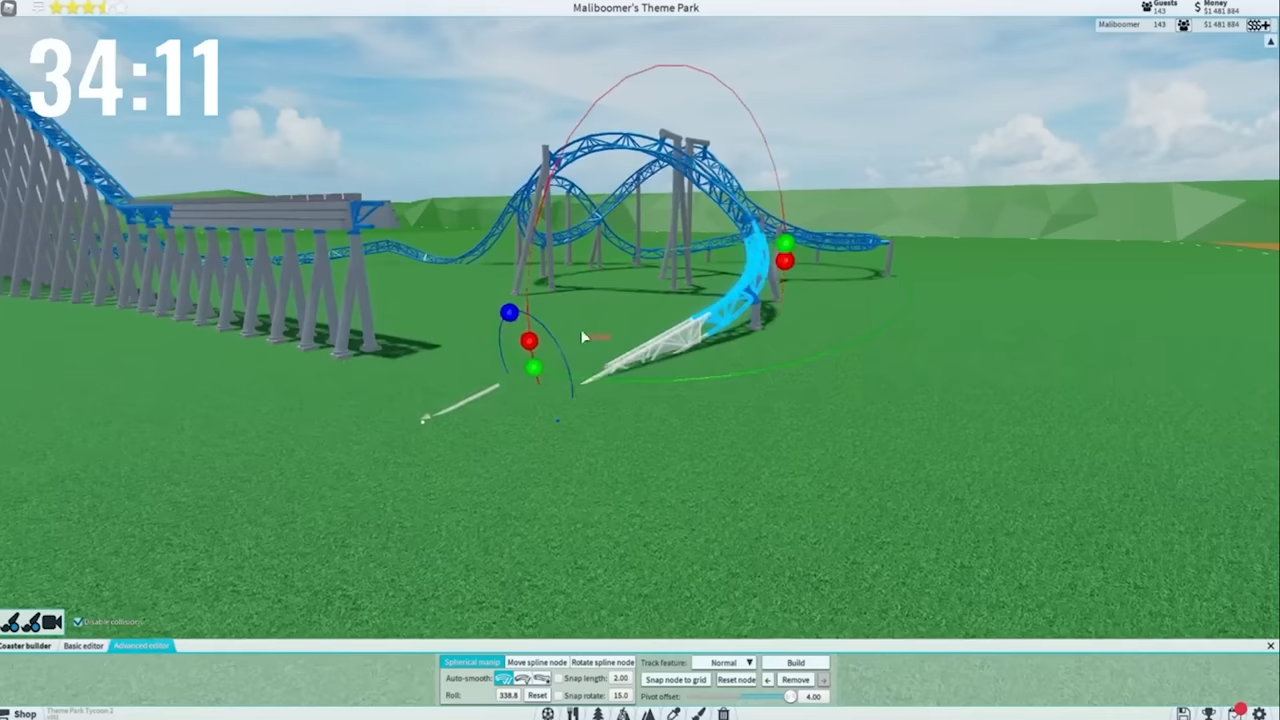 Maliboomer's Theme Park
Guests
143
Money
$1 481 884
Maliboomer 143 $1 481 884
34:11
Disable collisions
Coaster builder Basic editor Advanced editor
Spherical manip Move spline node Rotate spline node Track feature: Normal Build
Auto-smooth: Snap length: 2.00 Snap node to grid Reset node Remove
Roll: 338.8 Reset Snap rotate: 15.0 Pivot offset: 4.00
Shop Theme Park Tycoon 2